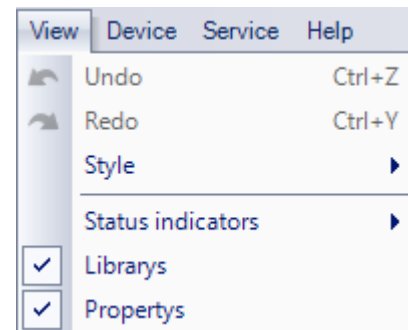 View Device Service Help
Undo Ctrl+Z
Redo Ctrl+Y
Style
Status indicators
Librarys
Propertys